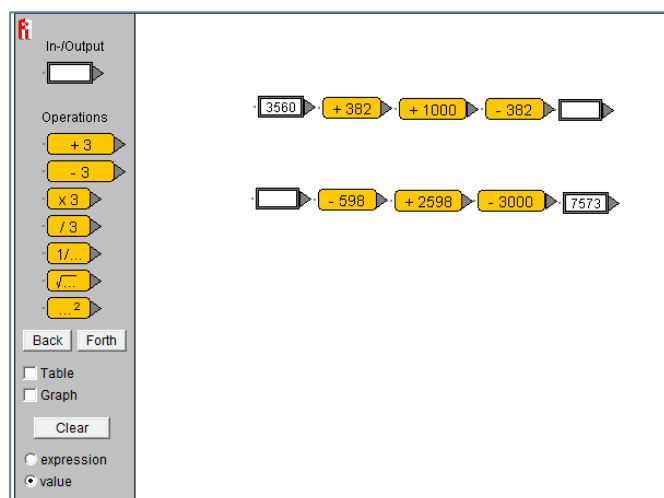 In-/Output
Operations
+ 3
- 3
x 3
/ 3
1/...
√...
...²
Back Forth
Table
Graph
Clear
expression
value
3560 + 382 + 1000 - 382
- 598 + 2598 - 3000 7573